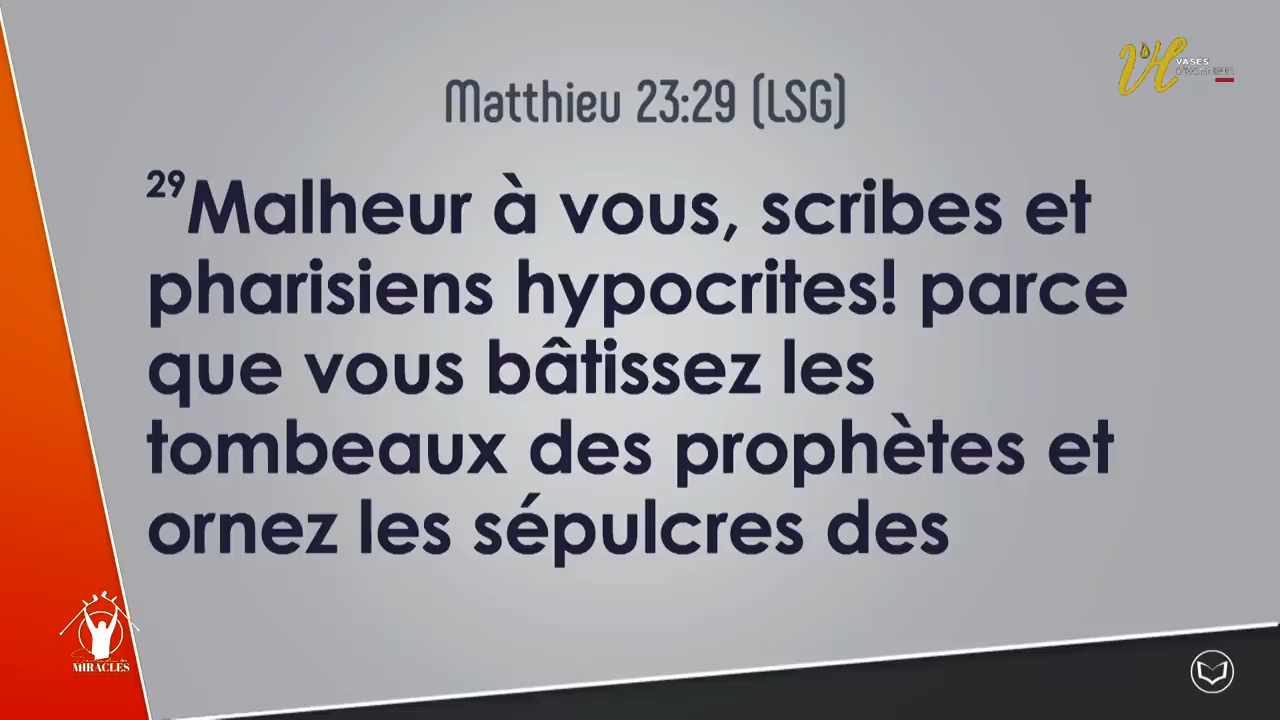 VH VASES
Matthieu 23:29 (LSG)
29Malheur à vous, scribes et
pharisiens hypocrites! parce
que vous bâtissez les
tombeaux des prophètes et
ornez les sépulcres des
MIRACLES